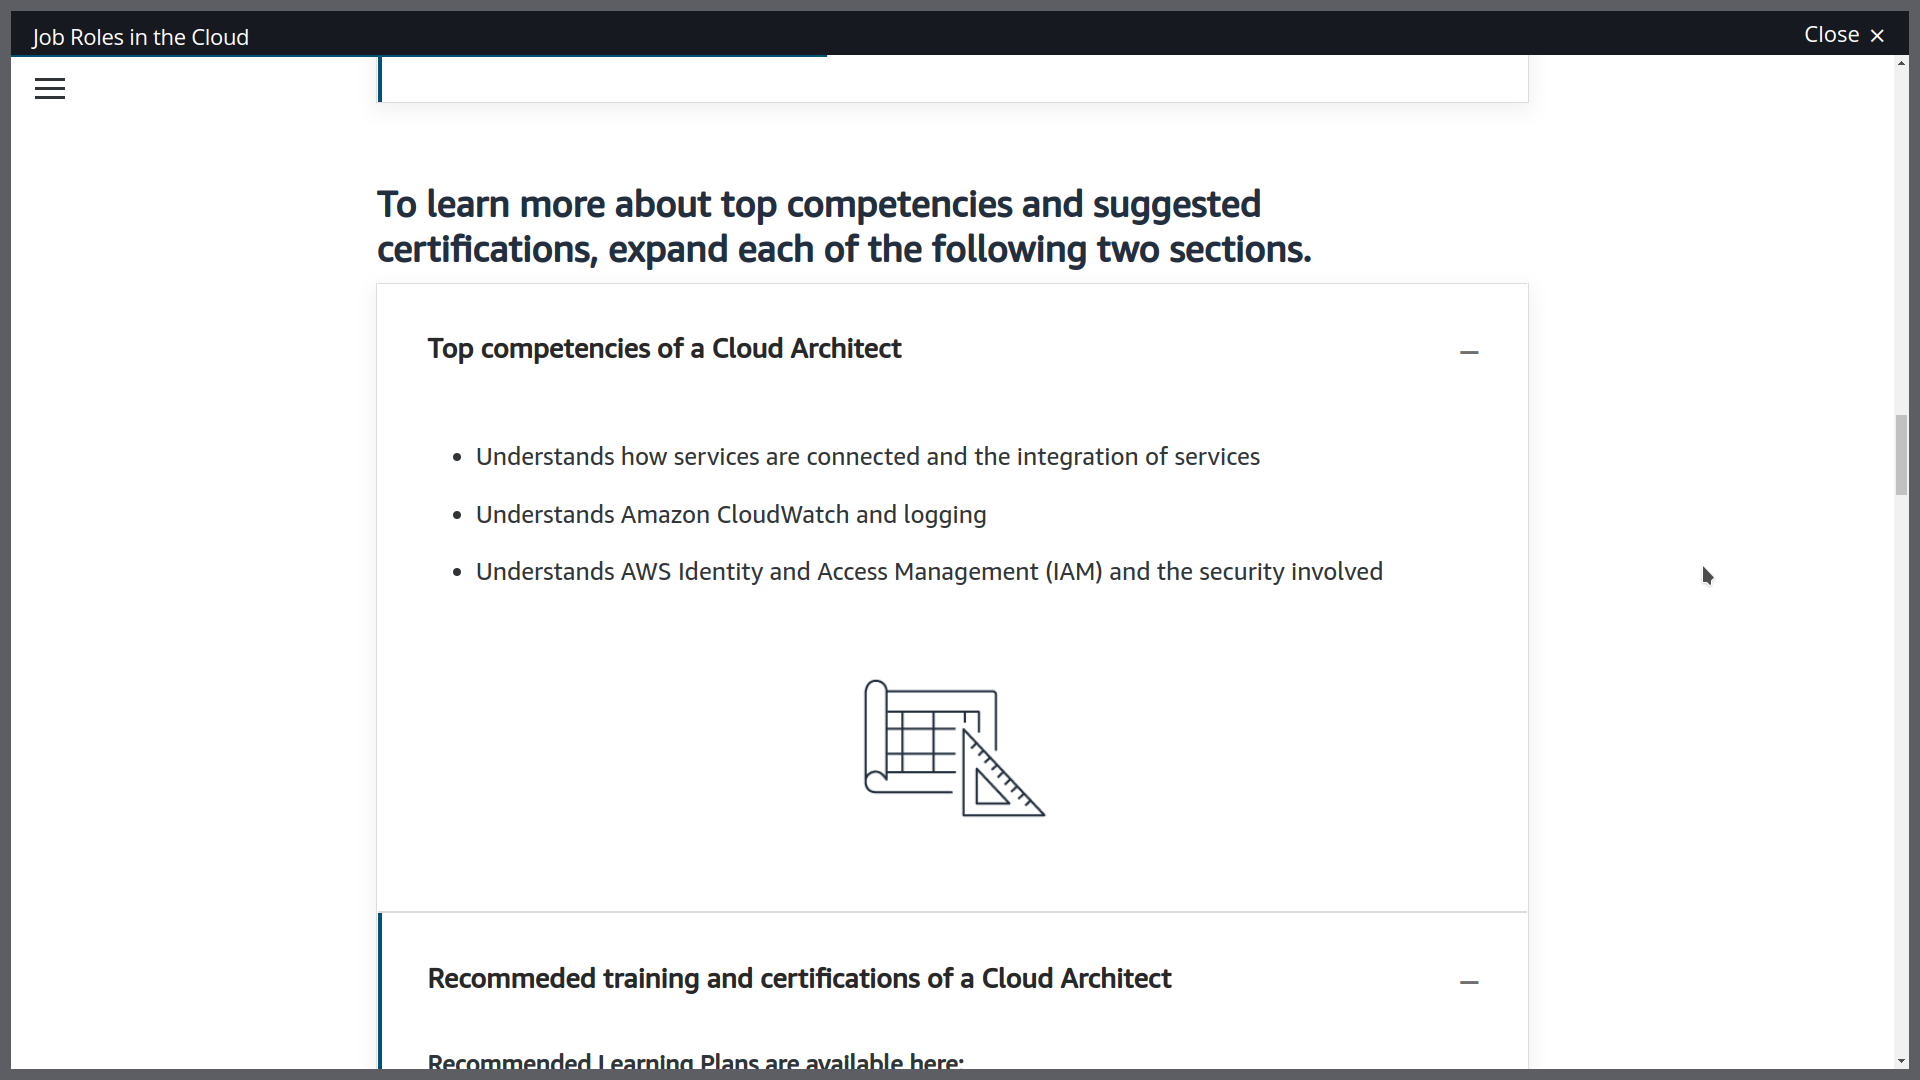 Job Roles in the Cloud
Close ×
To learn more about top competencies and suggested
certifications, expand each of the following two sections.
Top competencies of a Cloud Architect
• Understands how services are connected and the integration of services
• Understands Amazon CloudWatch and logging
• Understands AWS Identity and Access Management (IAM) and the security involved
Recommeded training and certifications of a Cloud Architect
Recommended Learning Plans are available here: